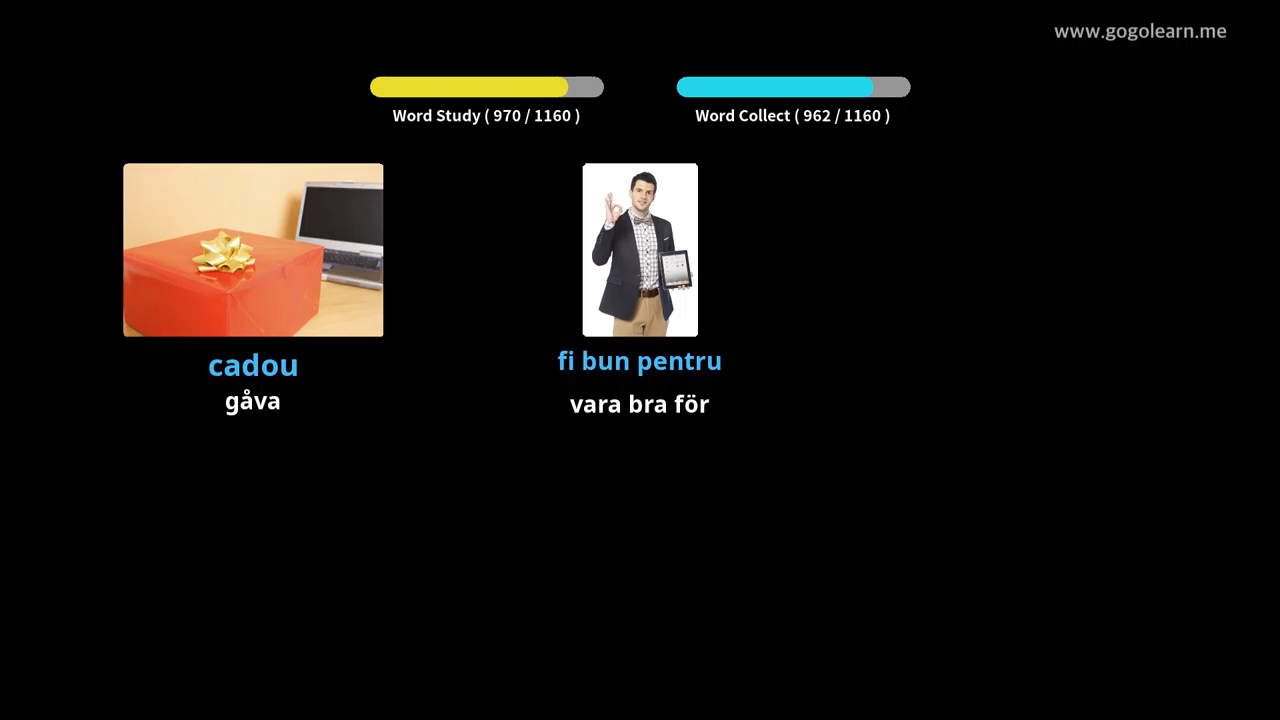 www.gogolearn.me
Word Study ( 970 / 1160 )
Word Collect ( 962 / 1160 )
cadou
gåva
fi bun pentru
vara bra för